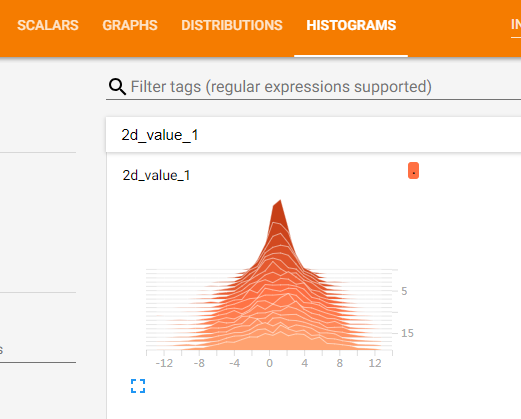 SCALARS GRAPHS DISTRIBUTIONS HISTOGRAMS IN
Filter tags (regular expressions supported)
2d_value_1
2d_value_1
.
5
15
-12 -8 -4 0 4 8 12
s